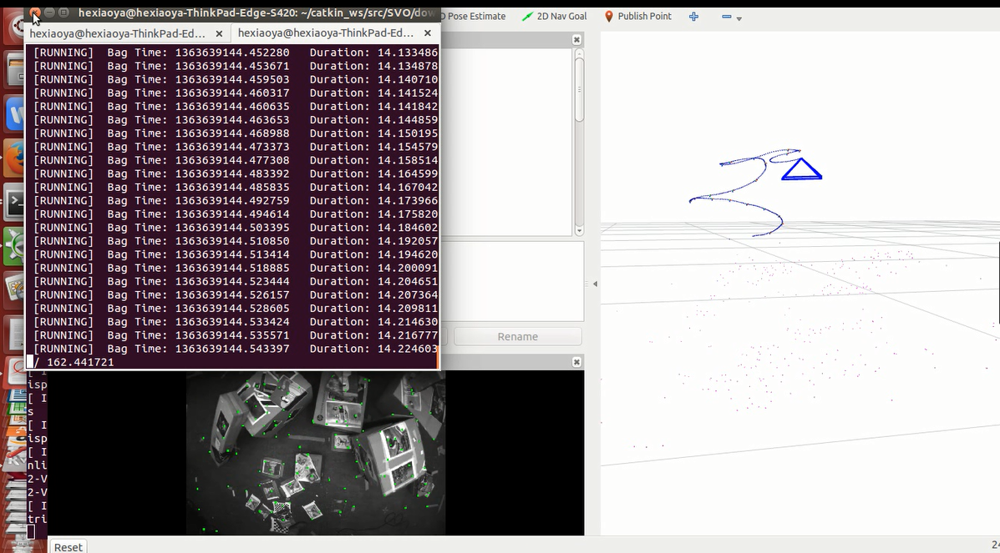 hexiaoya@hexiaoya-ThinkPad-Edge-S420: ~/catkin_ws/src/SVO/dow
D Pose Estimate 2D Nav Goal Publish Point
hexiaoya@hexiaoya-ThinkPad-Ed... hexiaoya@hexiaoya-ThinkPad-Ed...
[RUNNING] Bag Time: 1363639144.452280 Duration: 14.133486
[RUNNING] Bag Time: 1363639144.453671 Duration: 14.134878
[RUNNING] Bag Time: 1363639144.459503 Duration: 14.140710
[RUNNING] Bag Time: 1363639144.460317 Duration: 14.141524
[RUNNING] Bag Time: 1363639144.460635 Duration: 14.141842
[RUNNING] Bag Time: 1363639144.463653 Duration: 14.144859
[RUNNING] Bag Time: 1363639144.468988 Duration: 14.150195
[RUNNING] Bag Time: 1363639144.473373 Duration: 14.154579
[RUNNING] Bag Time: 1363639144.477308 Duration: 14.158514
[RUNNING] Bag Time: 1363639144.483392 Duration: 14.164599
[RUNNING] Bag Time: 1363639144.485835 Duration: 14.167042
[RUNNING] Bag Time: 1363639144.492759 Duration: 14.173966
[RUNNING] Bag Time: 1363639144.494614 Duration: 14.175820
[RUNNING] Bag Time: 1363639144.503395 Duration: 14.184602
[RUNNING] Bag Time: 1363639144.510850 Duration: 14.192057
[RUNNING] Bag Time: 1363639144.513414 Duration: 14.194620
[RUNNING] Bag Time: 1363639144.518885 Duration: 14.200091
[RUNNING] Bag Time: 1363639144.523444 Duration: 14.204651
[RUNNING] Bag Time: 1363639144.526157 Duration: 14.207364
[RUNNING] Bag Time: 1363639144.528605 Duration: 14.209811
[RUNNING] Bag Time: 1363639144.533424 Duration: 14.214630
[RUNNING] Bag Time: 1363639144.535571 Duration: 14.216777
[RUNNING] Bag Time: 1363639144.543397 Duration: 14.224603
/ 162.441721
Rename
[ I
isp
[ I
s
[ I
isp
[ I
nli
2-V
2-V
[ I
tri
Reset
24